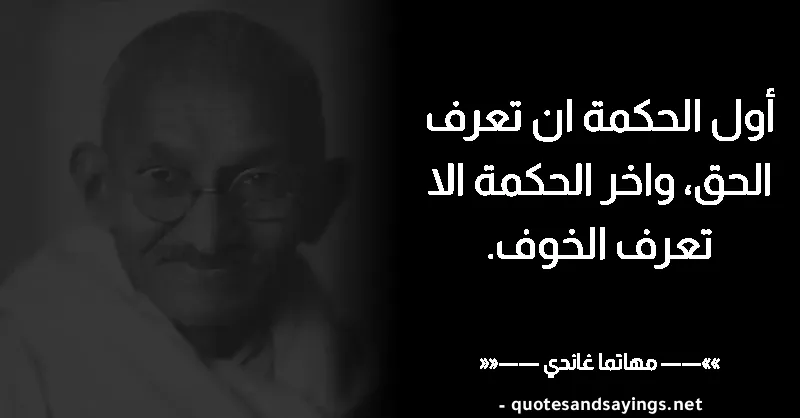 أول الحكمة ان تعرف
الحق، واخر الحكمة الا
تعرف الخوف.
««—— مهاتما غاندي ——»»
- quotesandsayings.net